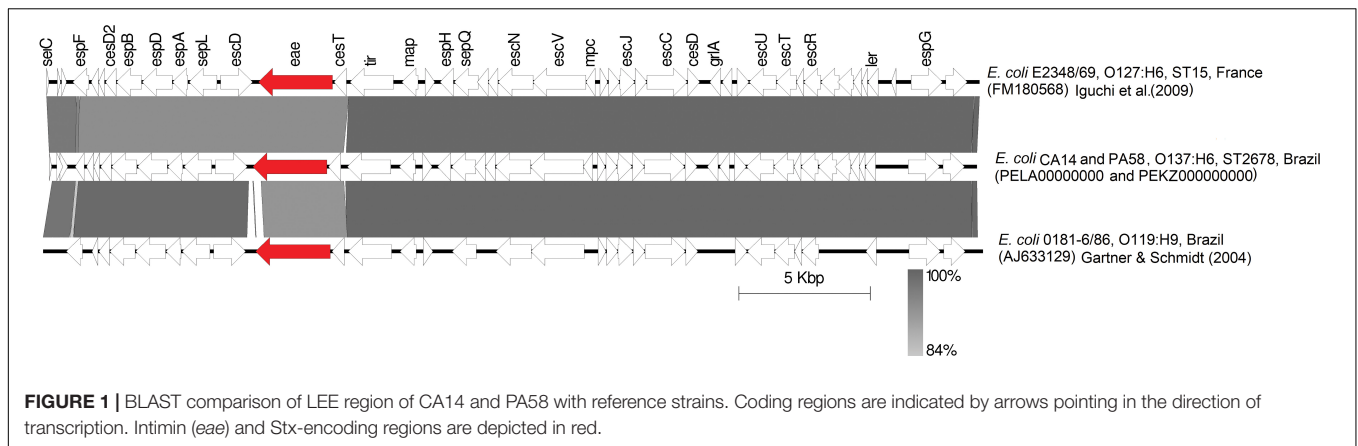 selC espF cesD2 espB espD espA sepL escD eae cesT tir map espH sepQ escN escV mpc escJ escC cesD grlA escU escT escR ler espG
E. coli E2348/69, O127:H6, ST15, France
(FM180568) Iguchi et al.(2009)
E. coli CA14 and PA58, O137:H6, ST2678, Brazil
(PELA00000000 and PEKZ000000000)
E. coli 0181-6/86, O119:H9, Brazil
(AJ633129) Gartner & Schmidt (2004)
5 Kbp
100%
84%
FIGURE 1 | BLAST comparison of LEE region of CA14 and PA58 with reference strains. Coding regions are indicated by arrows pointing in the direction of
transcription. Intimin (eae) and Stx-encoding regions are depicted in red.